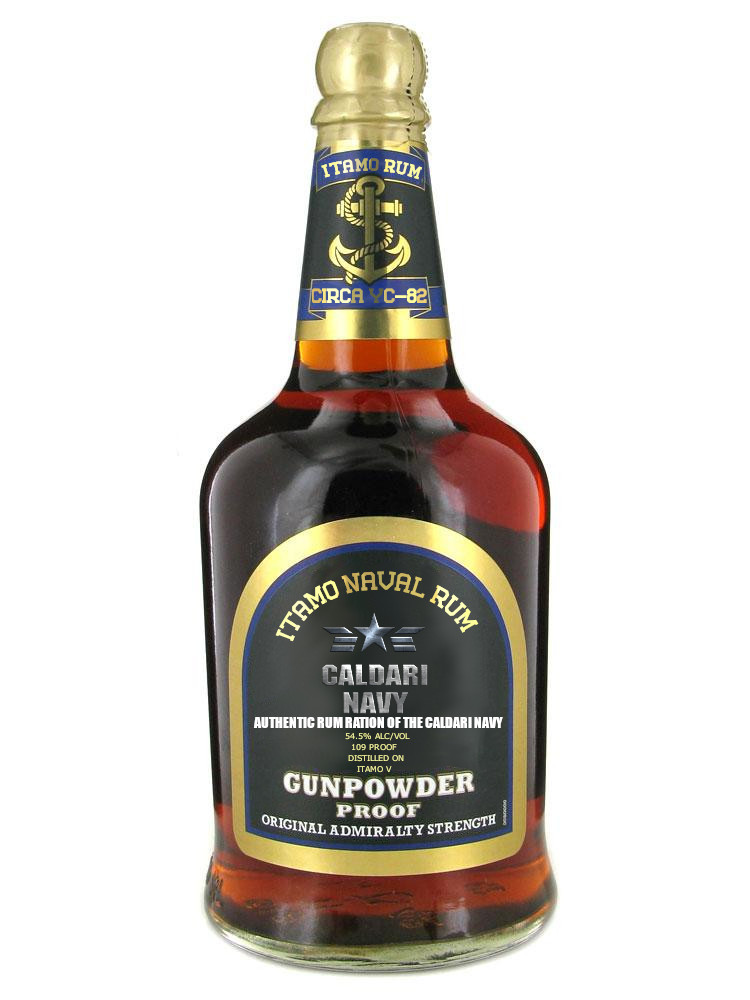 ITAMO RUM
CIRCA YC-82
ITAMO NAVAL RUM
CALDARI
NAVY
AUTHENTIC RUM RATION OF THE CALDARI NAVY
54.5% ALC/VOL
109 PROOF
DISTILLED ON
ITAMO V
GUNPOWDER
PROOF
ORIGINAL ADMIRALTY STRENGTH